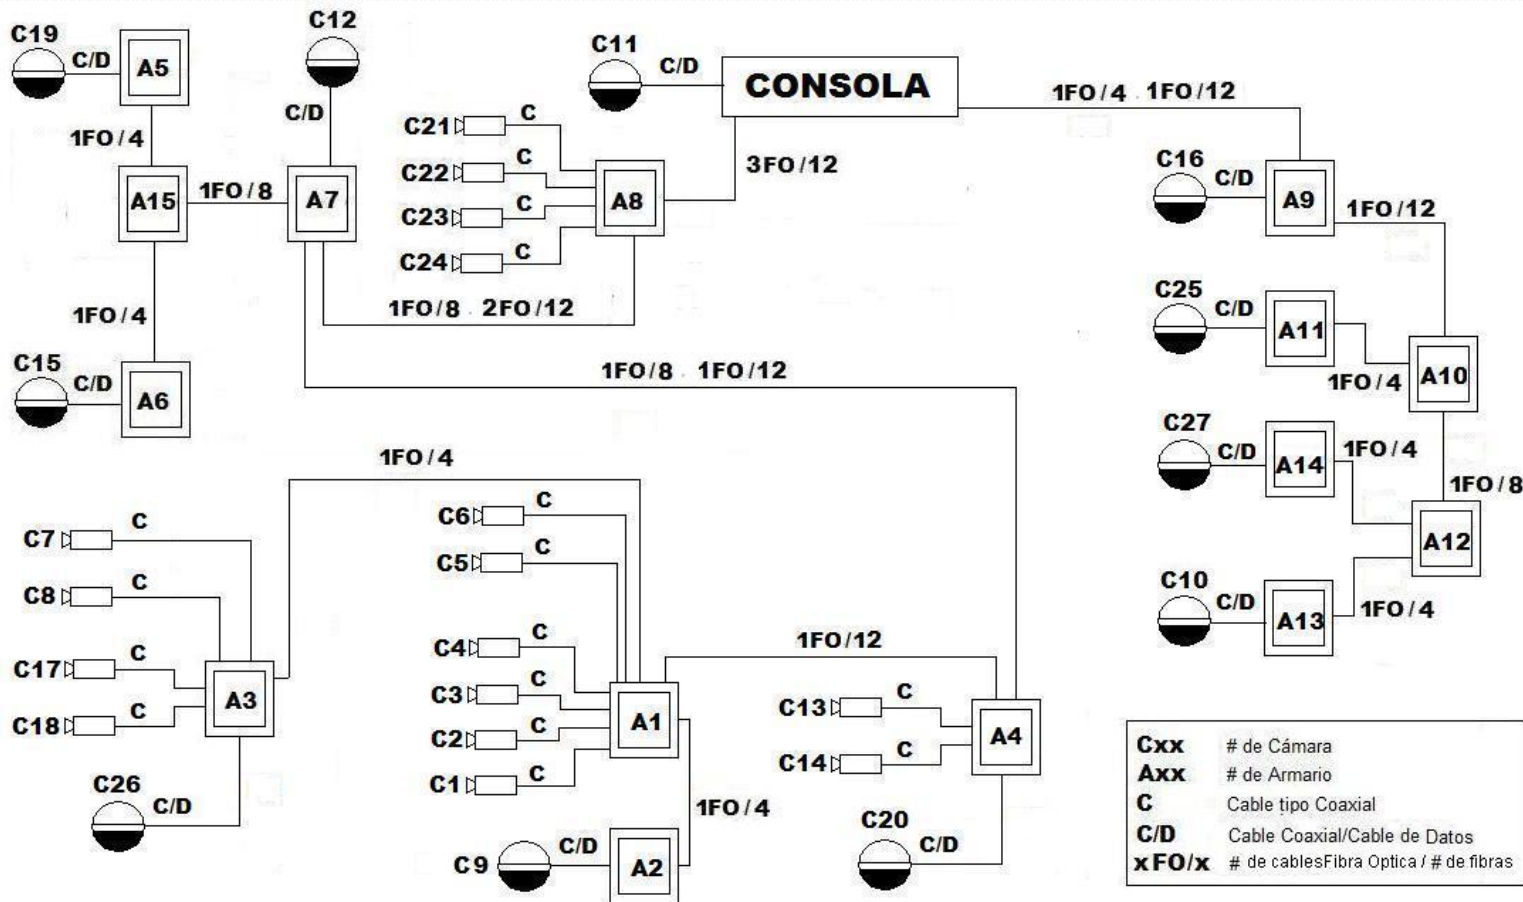 C19
C/D
A5
1FO/4
A15
1FO/8
1FO/4
C15
C/D
A6
C12
C/D
A7
C11
C/D
CONSOLA
C21
C
C22
C
C23
C
C24
C
A8
3FO/12
1FO/8 2FO/12
1FO/8 1FO/12
1FO/4 1FO/12
C16
C/D
A9
1FO/12
C25
C/D
A11
1FO/4
A10
C27
C/D
A14
1FO/4
1FO/8
A12
C10
C/D
A13
1FO/4
1FO/4
C7
C
C8
C
C17
C
C18
C
A3
C26
C/D
C6
C
C5
C
C4
C
C3
C
C2
C
C1
C
A1
1FO/4
C9
C/D
A2
1FO/12
C13
C
C14
C
A4
C20
C/D
Cxx # de Cámara
Axx # de Armario
C Cable tipo Coaxial
C/D Cable Coaxial/Cable de Datos
xFO/x # de cablesFibra Optica / # de fibras